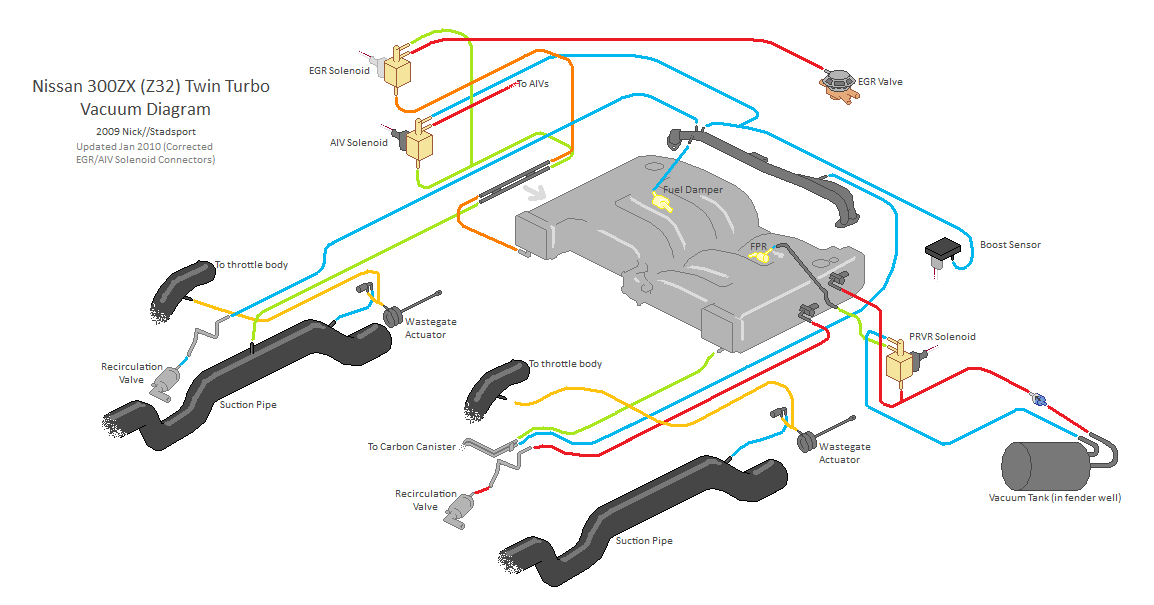 Nissan 300ZX (Z32) Twin Turbo
Vacuum Diagram
2009 Nick//Stadsport
Updated Jan 2010 (Corrected
EGR/AIV Solenoid Connectors)
EGR Solenoid
To AIVs
EGR Valve
AIV Solenoid
Fuel Damper
FPR
Boost Sensor
To throttle body
Wastegate
Actuator
PRVR Solenoid
Recirculation
Valve
To throttle body
Suction Pipe
To Carbon Canister
Wastegate
Actuator
Recirculation
Valve
Vacuum Tank (in fender well)
Suction Pipe